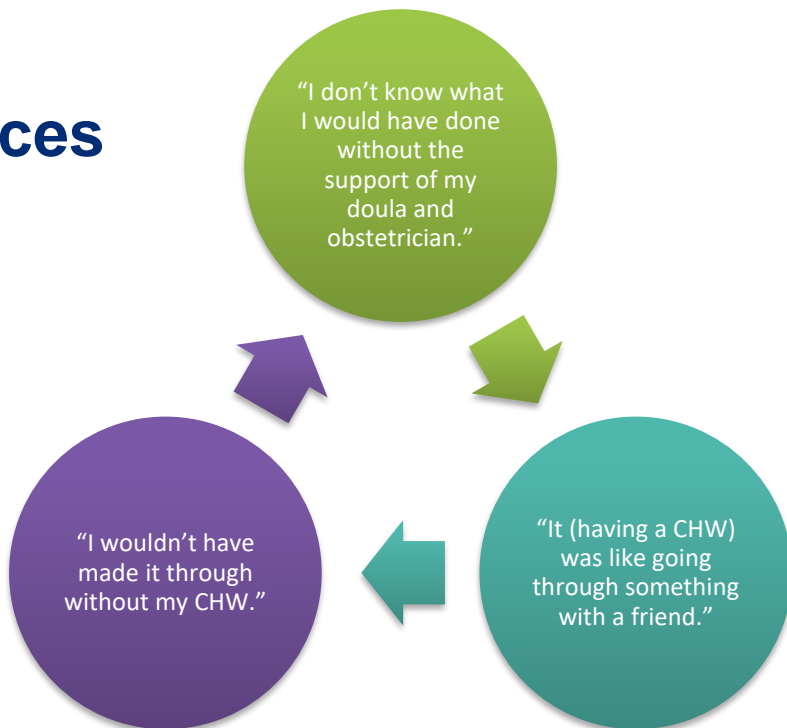 ces
“I don’t know what
I would have done
without the
support of my
doula and
obstetrician.”
“It (having a CHW)
was like going
through something
with a friend.”
“I wouldn’t have
made it through
without my CHW.”